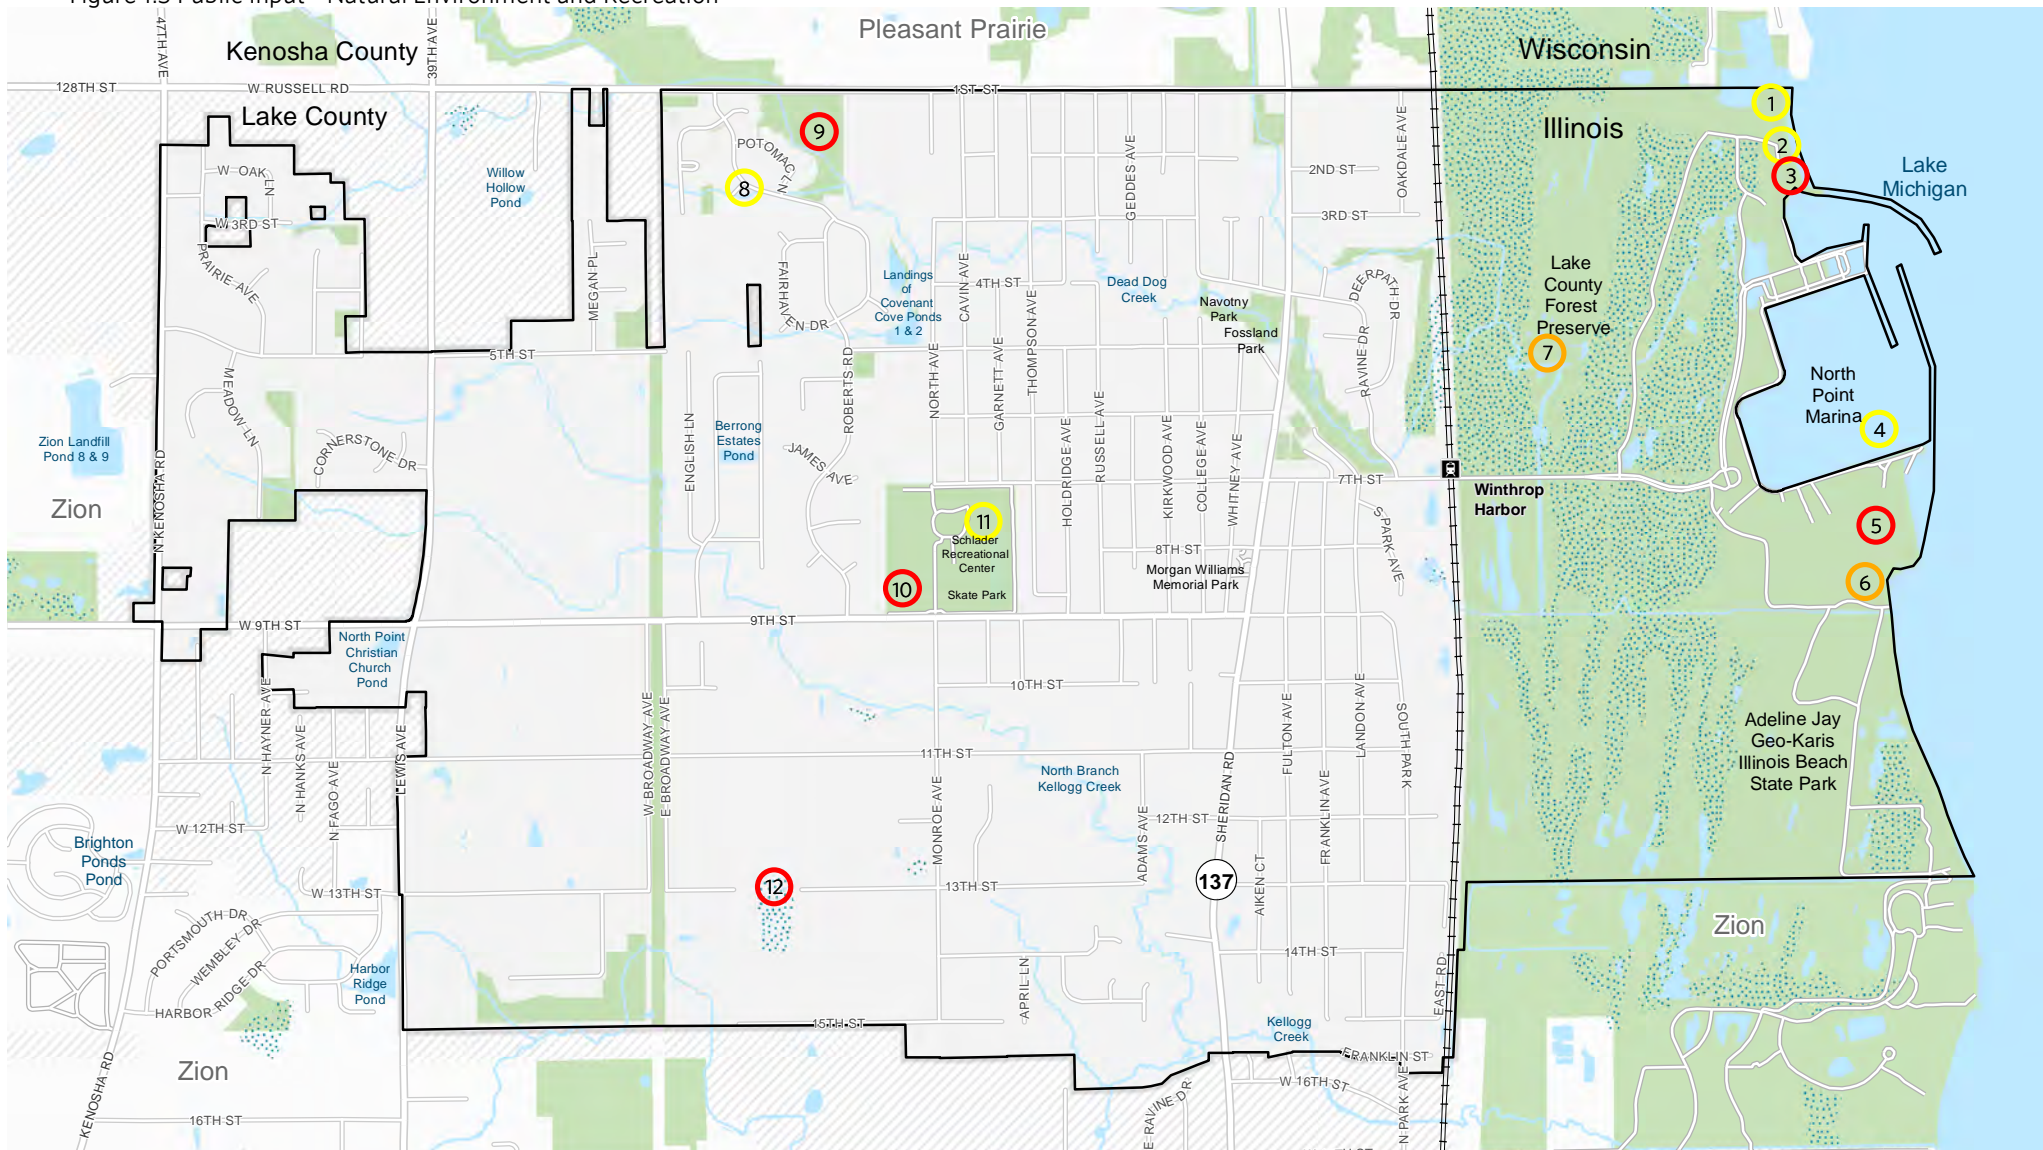 Figure 4.3 Public Input - Natural Environment and Recreation
47TH AVE
Kenosha County
39TH AVE
Pleasant Prairie
Wisconsin
128TH ST
W RUSSELL RD
Lake County
1ST ST
1
Illinois
2
3
Lake
Michigan
9
POTOMAC LN
8
W OAK LN
W 3RD ST
PRAIRIE AVE
Willow
Hollow
Pond
MEGAN PL
FAIRHAVEN DR
Landings
of
Covenant
Cove Ponds
1 & 2
CAVIN AVE
4TH ST
GEDDES AVE
2ND ST
3RD ST
OAKDALE AVE
Dead Dog
Creek
Navotny
Park
Fossland
Park
DEERPATH DR
RAVINE DR
Lake
County
Forest
Preserve
7
5TH ST
MEADOW LN
CORNERSTONE DR
ROBERTS RD
NORTH AVE
GARNETT AVE
THOMPSON AVE
North
Point
Marina
4
Zion Landfill
Pond 8 & 9
Zion
N KENOSHA RD
ENGLISH LN
Berrong
Estates
Pond
JAMES AVE
HOLDRIDGE AVE
RUSSELL AVE
KIRKWOOD AVE
COLLEGE AVE
WHITNEY AVE
7TH ST
S PARK AVE
Winthrop
Harbor
5
6
11
Schlader
Recreational
Center
Skate Park
10
8TH ST
Morgan Williams
Memorial Park
W 9TH ST
9TH ST
North Point
Christian
Church
Pond
N HAYNER AVE
N HANKS AVE
N FAGO AVE
LEWIS AVE
W BROADWAY AVE
E BROADWAY AVE
10TH ST
11TH ST
North Branch
Kellogg Creek
SHERIDAN RD
FULTON AVE
LANDON AVE
SOUTH PARK
FRANKLIN AVE
Adeline Jay
Geo-Karis
Illinois Beach
State Park
W 12TH ST
12TH ST
MONROE AVE
ADAMS AVE
Brighton
Ponds
Pond
W 13TH ST
12
13TH ST
137
AIKEN CT
Zion
PORTSMOUTH DR
WEMBLEY DR
HARBOR RIDGE DR
Harbor
Ridge
Pond
14TH ST
APRIL LN
EAST RD
15TH ST
Kellogg
Creek
FRANKLIN ST
Zion
KENOSHA RD
16TH ST
E RAVINE DR
W 16TH ST
N PARK AVE